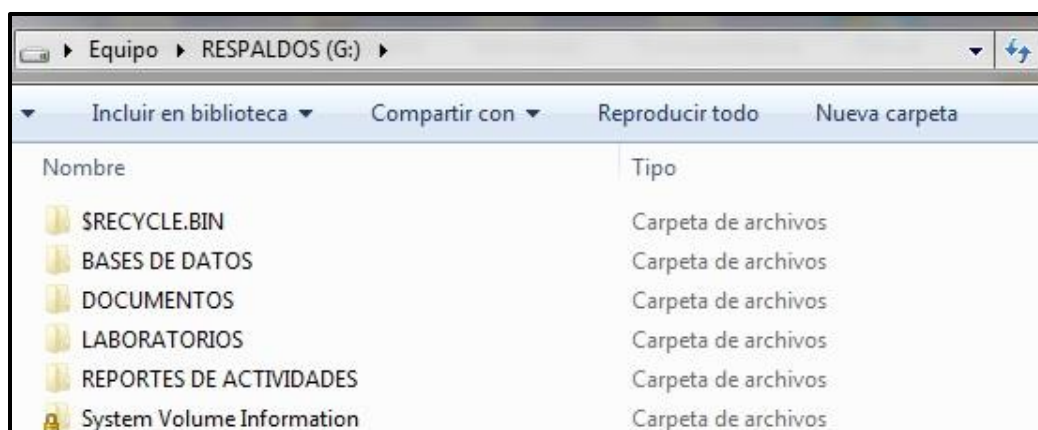 Equipo RESPALDOS (G:)
Incluir en biblioteca Compartir con Reproducir todo Nueva carpeta
Nombre Tipo
$RECYCLE.BIN Carpeta de archivos
BASES DE DATOS Carpeta de archivos
DOCUMENTOS Carpeta de archivos
LABORATORIOS Carpeta de archivos
REPORTES DE ACTIVIDADES Carpeta de archivos
System Volume Information Carpeta de archivos